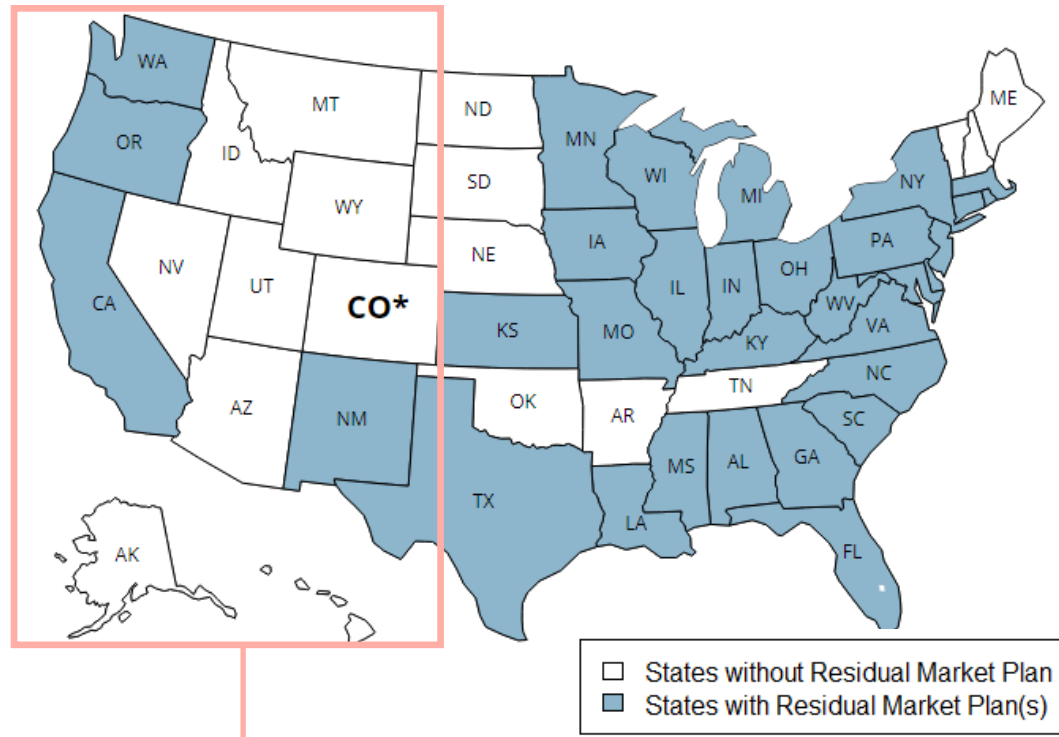 WA
MT
ND
ME
OR
ID
MN
SD
WI
NY
WY
MI
NE
IA
PA
NV
UT
OH
IL
IN
CA
CO*
WV
VA
KS
MO
KY
NC
TN
AZ
NM
OK
AR
SC
MS
AL
GA
TX
LA
AK
FL
States without Residual Market Plan
States with Residual Market Plan(s)